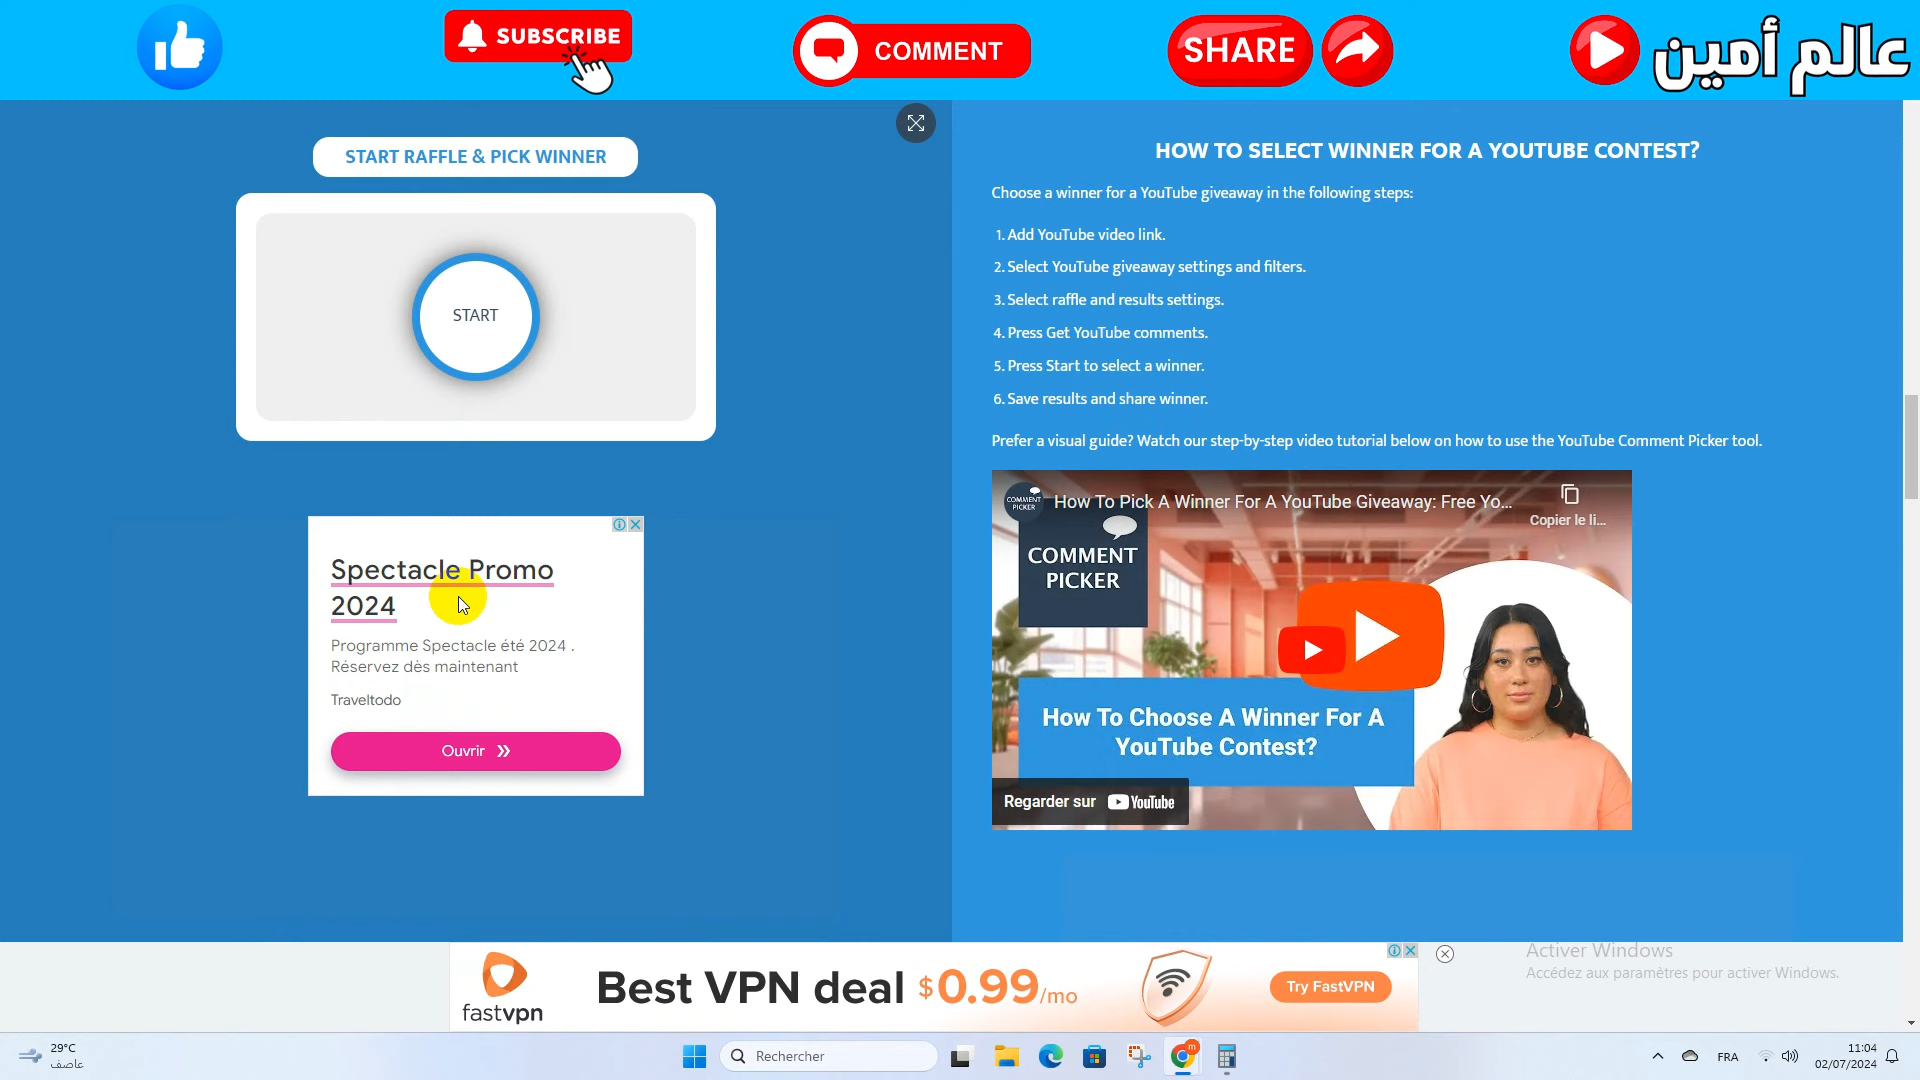 SUBSCRIBE
COMMENT
SHARE
عالم أمين
START RAFFLE & PICK WINNER
START
Spectacle Promo
2024
Programme Spectacle été 2024 .
Réservez dès maintenant
Traveltodo
Ouvrir »
HOW TO SELECT WINNER FOR A YOUTUBE CONTEST?
Choose a winner for a YouTube giveaway in the following steps:
1. Add YouTube video link.
2. Select YouTube giveaway settings and filters.
3. Select raffle and results settings.
4. Press Get YouTube comments.
5. Press Start to select a winner.
6. Save results and share winner.
Prefer a visual guide? Watch our step-by-step video tutorial below on how to use the YouTube Comment Picker tool.
COMMENT
PICKER
How To Pick A Winner For A YouTube Giveaway: Free Yo...
Copier le li...
COMMENT
PICKER
How To Choose A Winner For A
YouTube Contest?
Regarder sur YouTube
fastvpn
Best VPN deal $0.99/mo
Try FastVPN
Activer Windows
Accédez aux paramètres pour activer Windows.
29°C
عاصف
Rechercher
m
FRA
11:04
02/07/2024